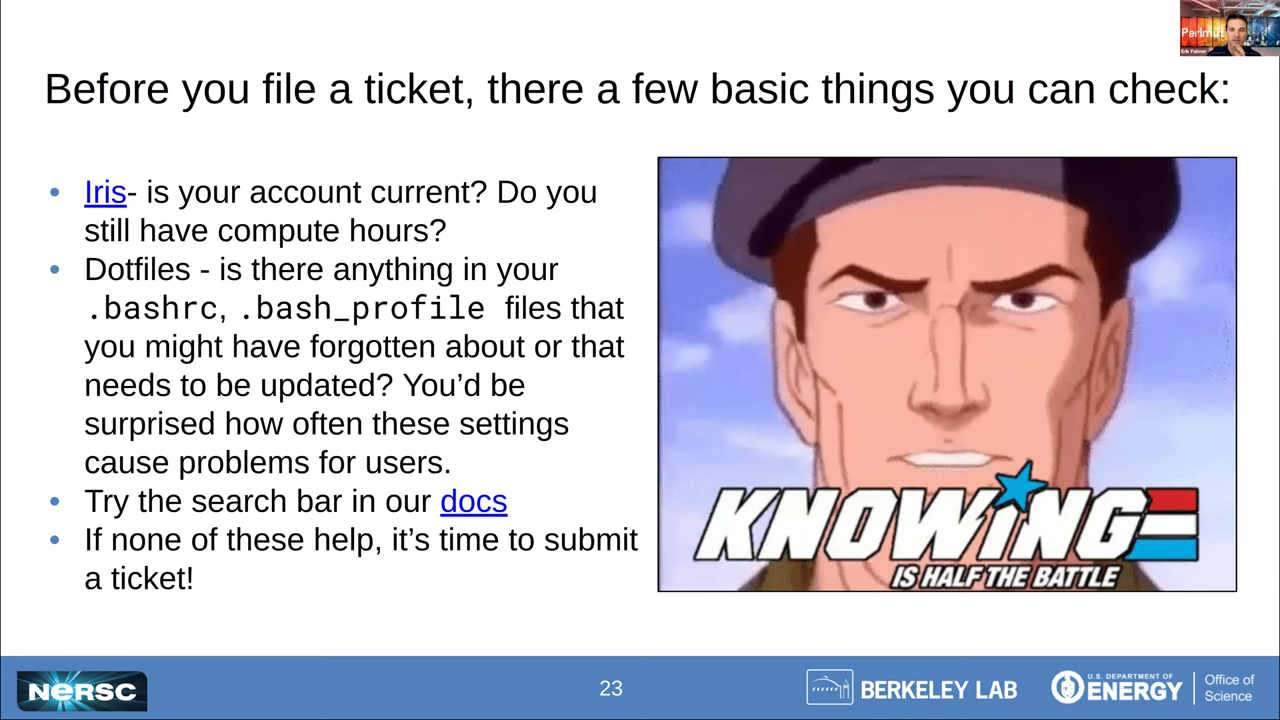 Perlmut
Erik Palmer
Before you file a ticket, there a few basic things you can check:
• Iris- is your account current? Do you
still have compute hours?
• Dotfiles - is there anything in your
.bashrc, .bash_profile files that
you might have forgotten about or that
needs to be updated? You’d be
surprised how often these settings
cause problems for users.
• Try the search bar in our docs
• If none of these help, it’s time to submit
a ticket!
KNOWiNG
IS HALF THE BATTLE
NERSC
23
BERKELEY LAB
U.S. DEPARTMENT OF
ENERGY
Office of
Science